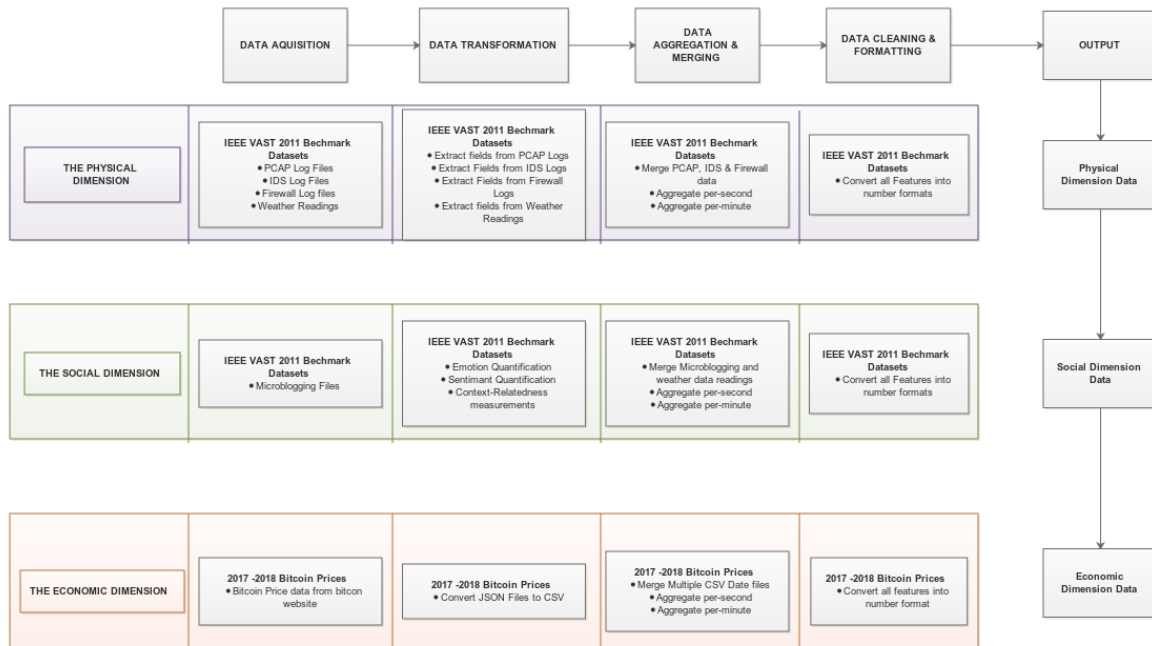 DATA AQUISITION
DATA TRANSFORMATION
DATA
AGGREGATION &
MERGING
DATA CLEANING &
FORMATTING
OUTPUT
THE PHYSICAL
DIMENSION
IEEE VAST 2011 Bechmark
Datasets
• PCAP Log Files
• IDS Log Files
• Firewall Log files
• Weather Readings
IEEE VAST 2011 Bechmark
Datasets
• Extract fields from PCAP Logs
• Extract Fields from IDS Logs
• Extract Fields from Firewall
Logs
• Extract fields from Weather
Readings
IEEE VAST 2011 Bechmark
Datasets
• Merge PCAP, IDS & Firewall
data
• Aggregate per-second
• Aggregate per-minute
IEEE VAST 2011 Bechmark
Datasets
• Convert all Features into
number formats
Physical
Dimension Data
THE SOCIAL DIMENSION
IEEE VAST 2011 Bechmark
Datasets
• Microblogging Files
IEEE VAST 2011 Bechmark
Datasets
• Emotion Quantification
• Sentimant Quantification
• Context-Relatedness
measurements
IEEE VAST 2011 Bechmark
Datasets
• Merge Microblogging and
weather data readings
• Aggregate per-second
• Aggregate per-minute
IEEE VAST 2011 Bechmark
Datasets
• Convert all Features into
number formats
Social Dimension
Data
THE ECONOMIC DIMENSION
2017 -2018 Bitcoin Prices
• Bitcoin Price data from bitcon
website
2017 -2018 Bitcoin Prices
• Convert JSON Files to CSV
2017 -2018 Bitcoin Prices
• Merge Multiple CSV Date files
• Aggregate per-second
• Aggregate per-minute
2017 -2018 Bitcoin Prices
• Convert all features into
number format
Economic
Dimension Data